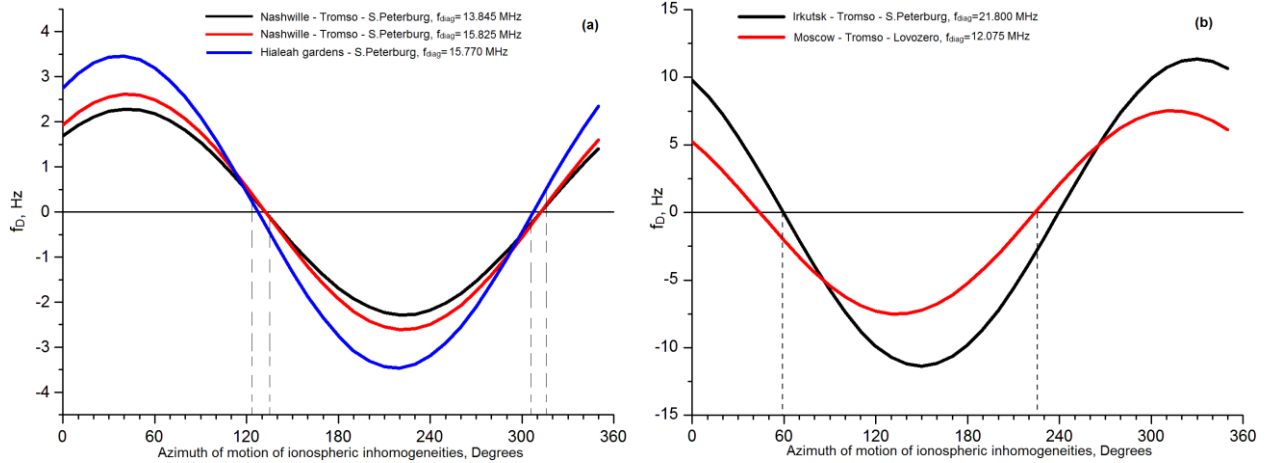 Nashwille - Tromso - S.Peterburg, fdiag=13.845 MHz
Nashwille - Tromso - S.Peterburg, fdiag=15.825 MHz
Hialeah gardens - S.Peterburg, fdiag=15.770 MHz
(a)
4
3
2
1
0
-1
-2
-3
-4
fD, Hz
0 60 120 180 240 300 360
Azimuth of motion of ionospheric inhomogeneities, Degrees
Irkutsk - Tromso - S.Peterburg, fdiag=21.800 MHz
Moscow - Tromso - Lovozero, fdiag=12.075 MHz
(b)
15
10
5
0
-5
-10
-15
fD, Hz
0 60 120 180 240 300 360
Azimuth of motion of ionospheric inhomogeneities, Degrees